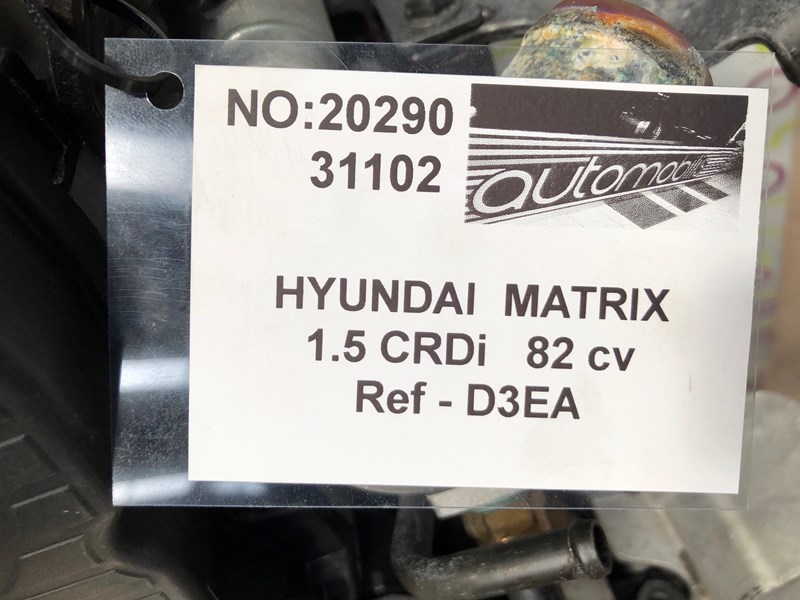 NO:20290
31102
automobile
HYUNDAI MATRIX
1.5 CRDi 82 cv
Ref - D3EA